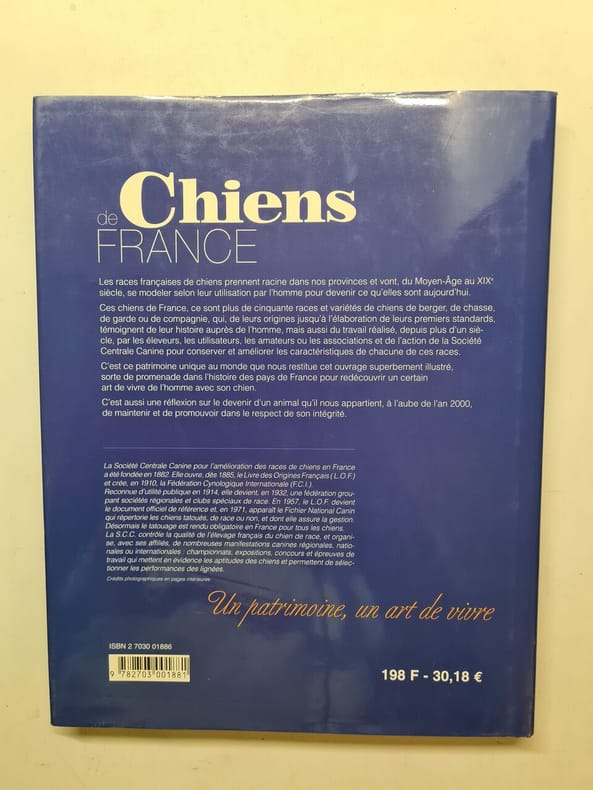 de Chiens
FRANCE
Les races françaises de chiens prennent racine dans nos provinces et vont, du Moyen-Âge au XIXe
siècle, se modeler selon leur utilisation par l'homme pour devenir ce qu'elles sont aujourd'hui.
Ces chiens de France, ce sont plus de cinquante races et variétés de chiens de berger, de chasse,
de garde ou de compagnie, qui, de leurs origines jusqu'à l'élaboration de leurs premiers standards,
témoignent de leur histoire auprès de l'homme, mais aussi du travail réalisé, depuis plus d'un siè-
cle, par les éleveurs, les utilisateurs, les amateurs ou les associations et de l'action de la Société
Centrale Canine pour conserver et améliorer les caractéristiques de chacune de ces races.
C'est ce patrimoine unique au monde que nous restitue cet ouvrage superbement illustré,
sorte de promenade dans l'histoire des pays de France pour redécouvrir un certain
art de vivre de l'homme avec son chien.
C'est aussi une réflexion sur le devenir d'un animal qu'il nous appartient, à l'aube de l'an 2000,
de maintenir et de promouvoir dans le respect de son intégrité.
La Société Centrale Canine pour l'amélioration des races de chiens en France
a été fondée en 1882. Elle ouvre, dès 1885, le Livre des Origines Français (L.O.F.)
et crée, en 1910, la Fédération Cynologique Internationale (F.C.I.).
Reconnue d'utilité publique en 1914, elle devient, en 1932, une fédération grou-
pant sociétés régionales et clubs spéciaux de race. En 1957, le L.O.F. devient
le document officiel de référence et, en 1971, apparaît le Fichier National Canin
qui répertorie les chiens tatoués, de race ou non, et dont elle assure la gestion.
Désormais le tatouage est rendu obligatoire en France pour tous les chiens.
La S.C.C. contrôle la qualité de l'élevage français du chien de race, et organi-
se, avec ses affiliés, de nombreuses manifestations canines régionales, natio-
nales ou internationales : championnats, expositions, concours et épreuves de
travail qui mettent en évidence les aptitudes des chiens et permettent de sélec-
tionner les performances des lignées.
Crédits photographiques en pages intérieures
Un patrimoine, un art de vivre
ISBN 2 7030 01886
9 782703 001881
198 F - 30,18 €